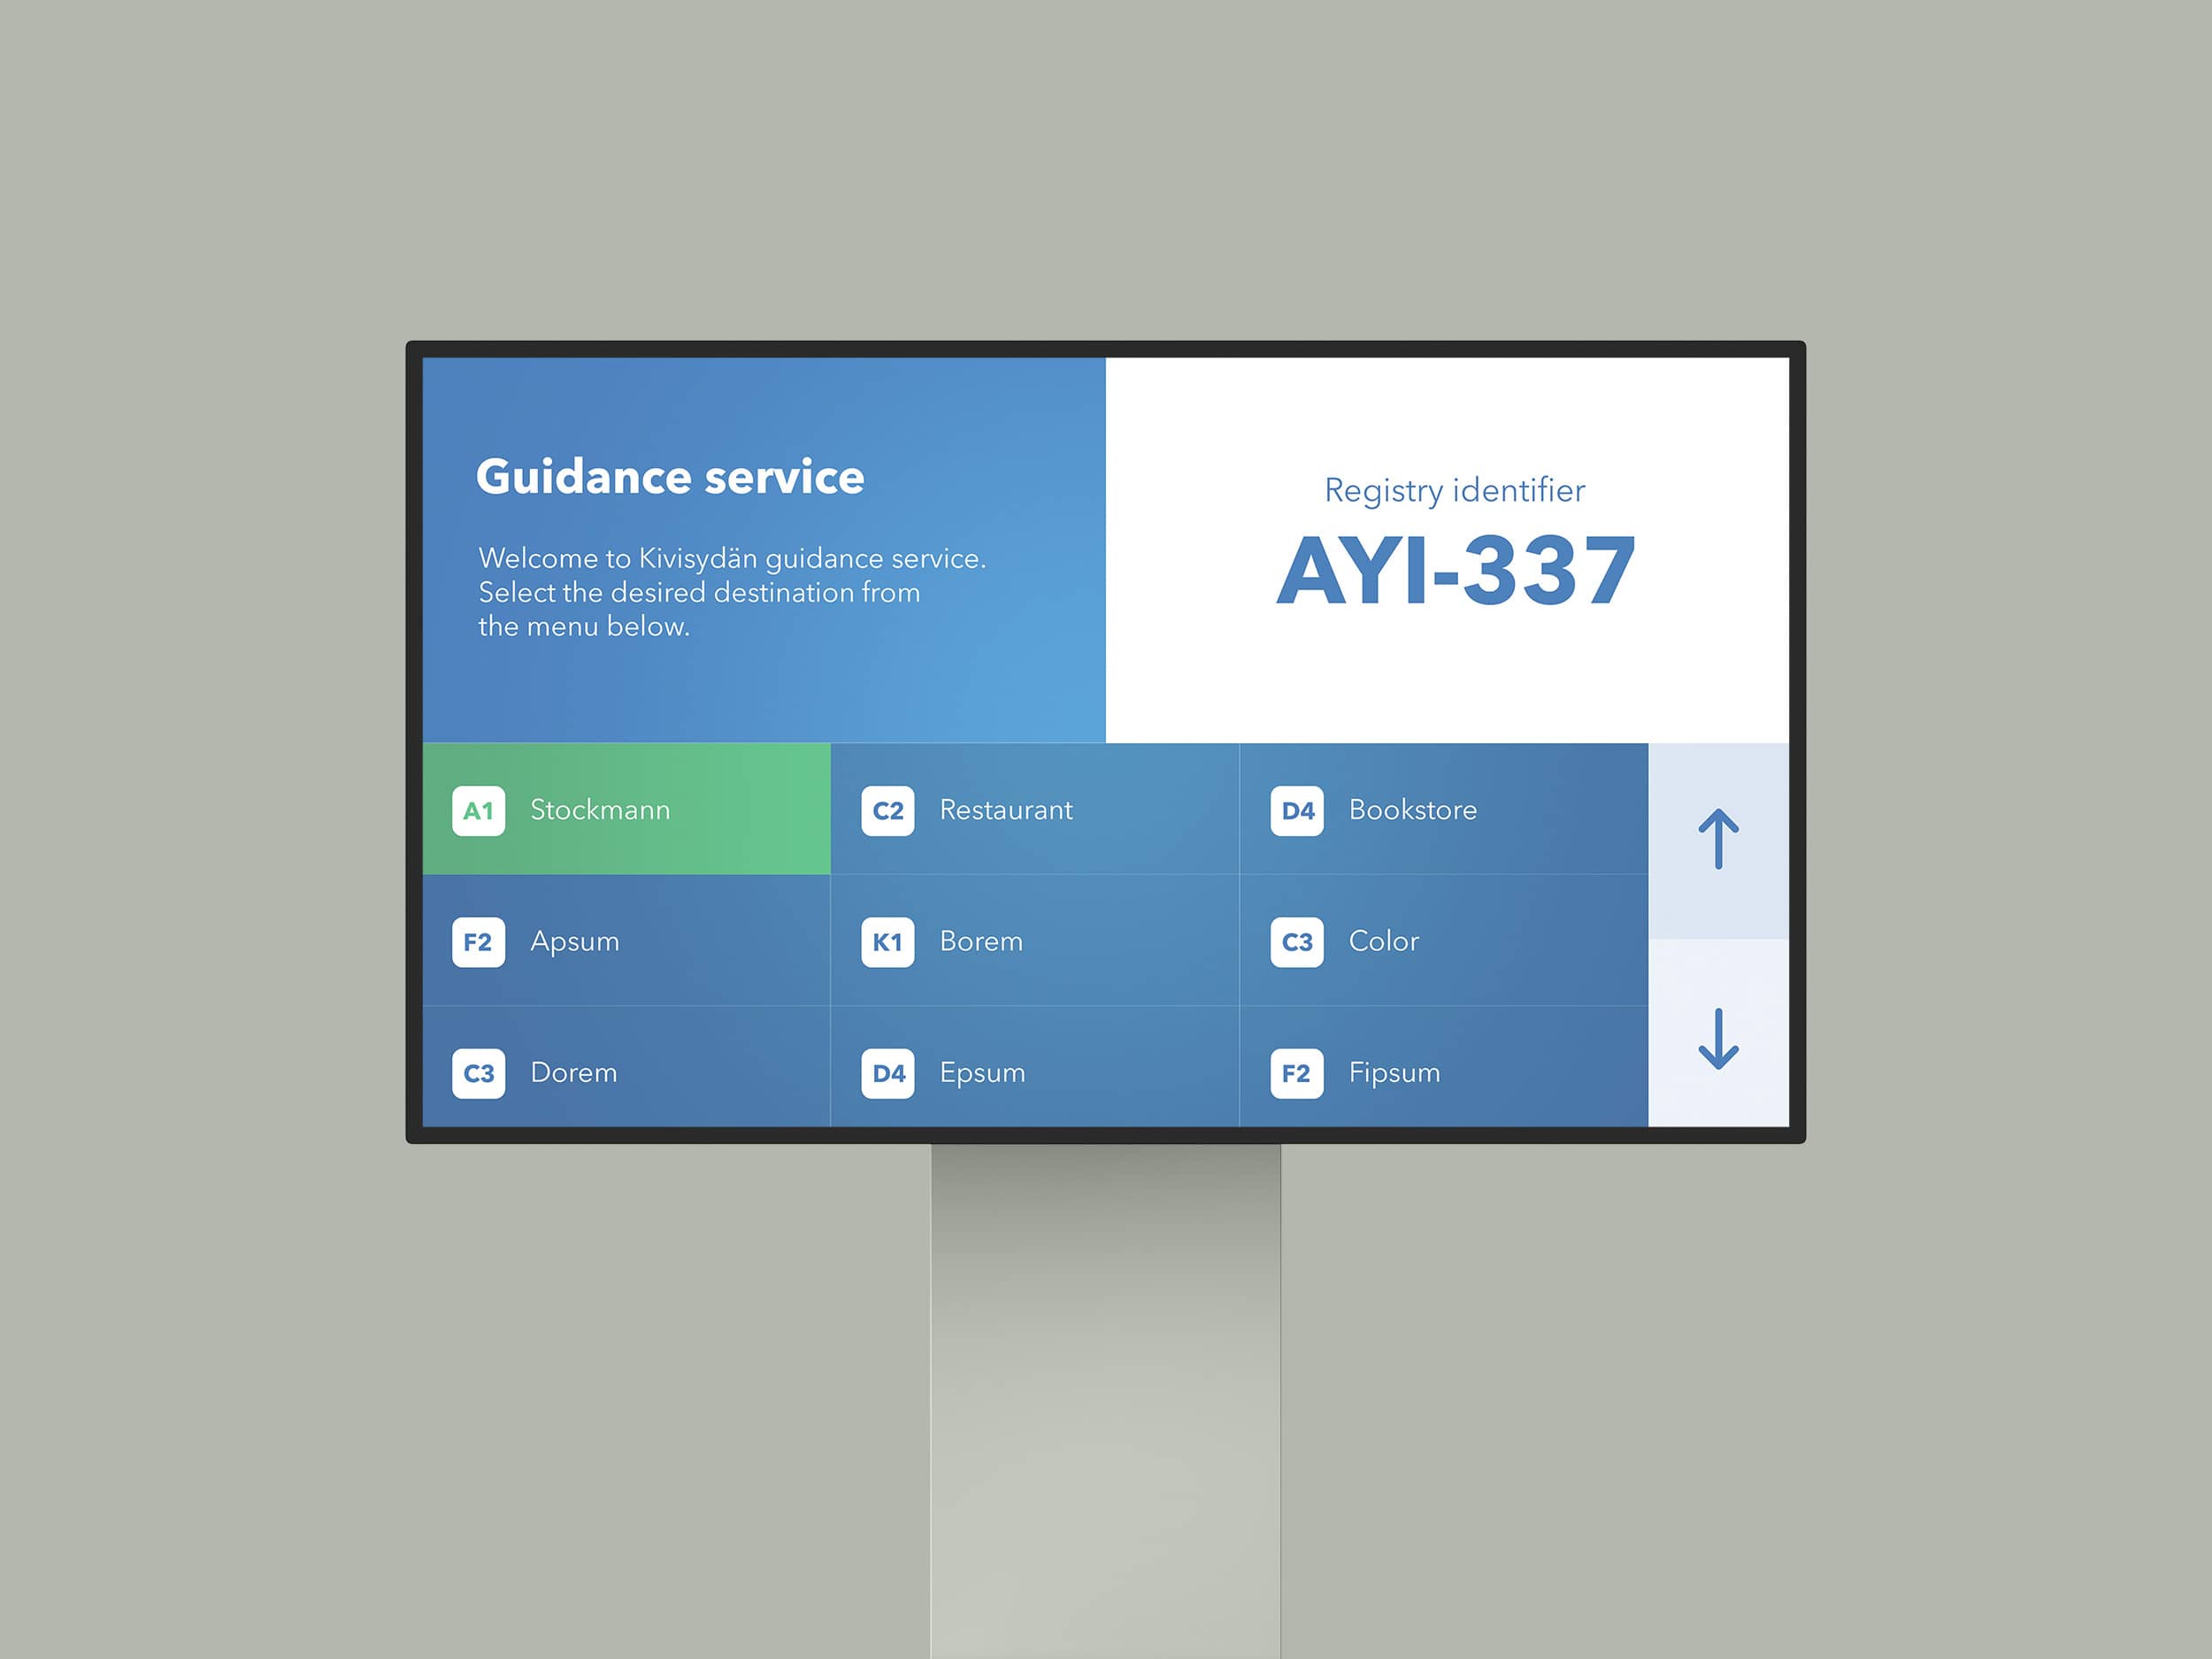 Guidance service
Welcome to Kivisydän guidance service.
Select the desired destination from
the menu below.
Registry identifier
AYI-337
A1 Stockmann
C2 Restaurant
D4 Bookstore
F2 Apsum
K1 Borem
C3 Color
C3 Dorem
D4 Epsum
F2 Fipsum